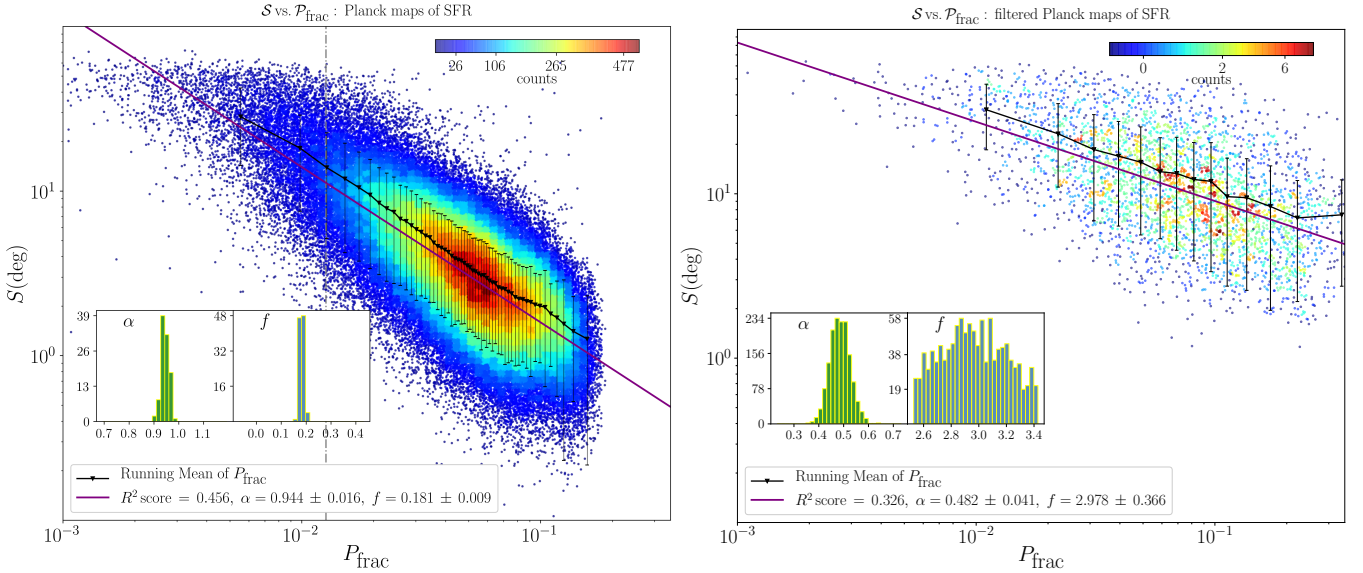 𝒮 vs. 𝒫frac : Planck maps of SFR
26 106 265 477
counts
S(deg)
10¹
10⁰
α
39
26
13
0
0.7 0.8 0.9 1.0 1.1
f
48
32
16
0.0 0.1 0.2 0.3 0.4
Running Mean of Pfrac
R² score = 0.456, α = 0.944 ± 0.016, f = 0.181 ± 0.009
10⁻³ 10⁻² 10⁻¹
Pfrac
𝒮 vs. 𝒫frac : filtered Planck maps of SFR
0 2 6
counts
S(deg)
10¹
10⁰
α
234
156
78
0
0.3 0.4 0.5 0.6 0.7
f
58
38
19
2.6 2.8 3.0 3.2 3.4
Running Mean of Pfrac
R² score = 0.326, α = 0.482 ± 0.041, f = 2.978 ± 0.366
10⁻³ 10⁻² 10⁻¹
Pfrac